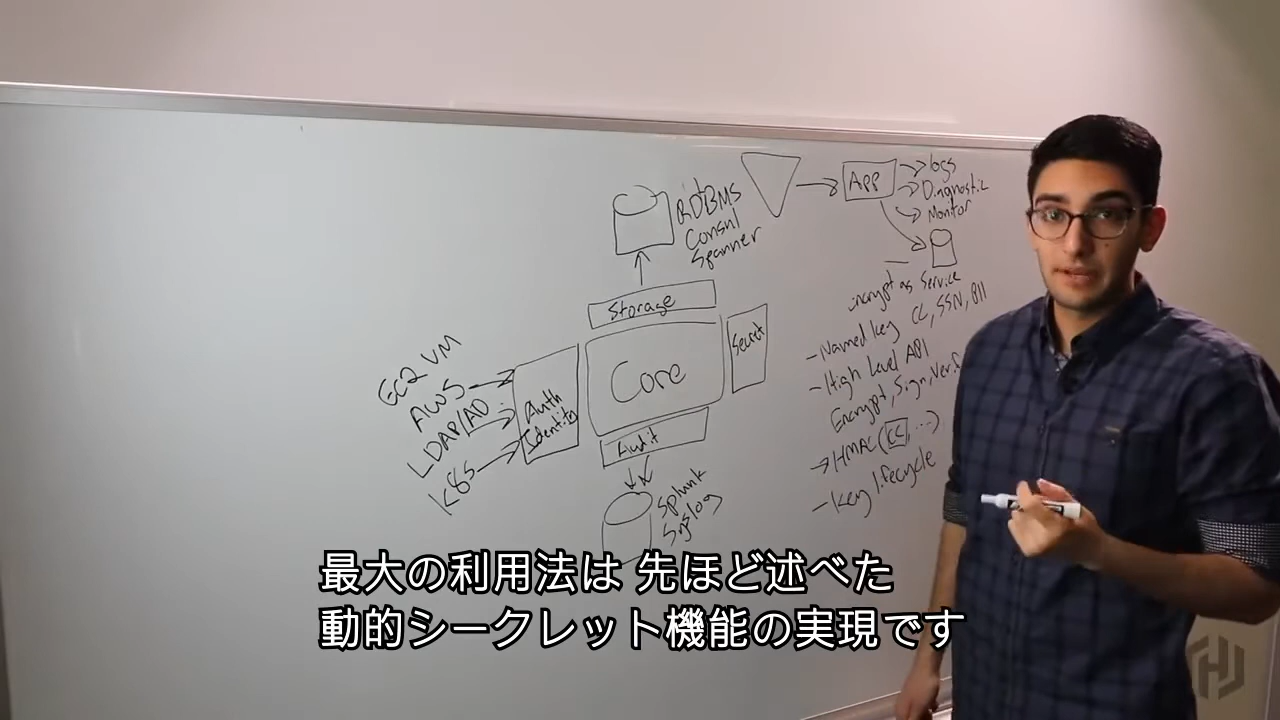 RDBMS
Consul
Spanner
App
logs
Diagnostic
Monitor
Storage
Core
Secret
Auth
Identity
Audit
EC2 VM
AWS
LDAP/AD
K8S
Splunk
Syslog
encrypt as Service
- Named Key CC, SSN, PII
- High Level API
Encrypt, Sign, Verif
→ HMAC(CC, ...)
- Key lifecycle
最大の利用法は 先ほど述べた
動的シークレット機能の実現です